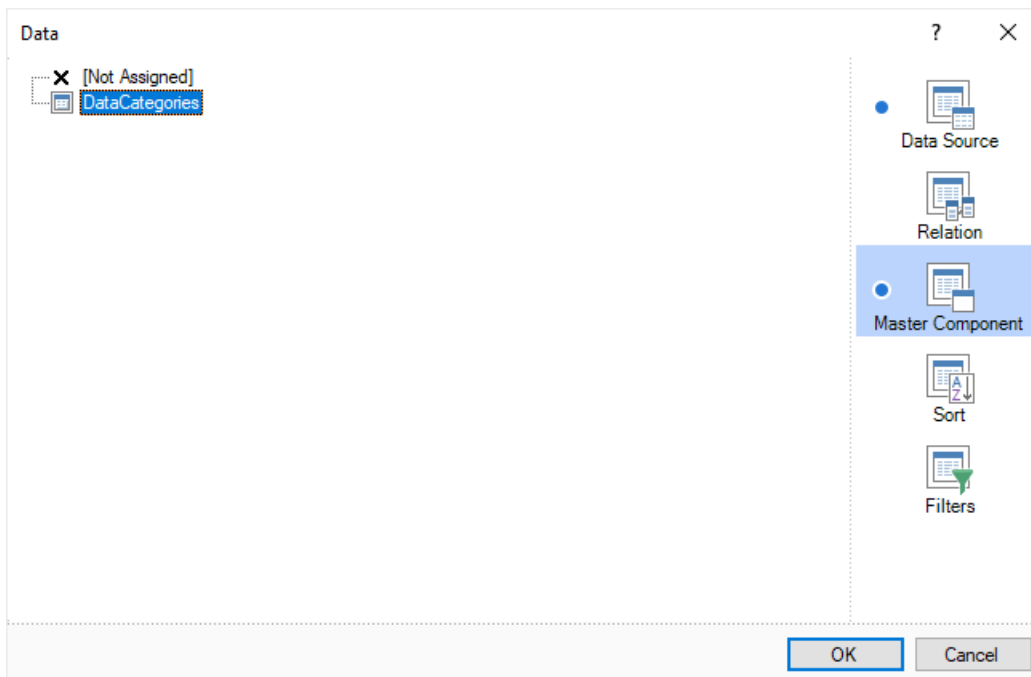 Data
?
[Not Assigned]
DataCategories
Data Source
Relation
Master Component
Sort
Filters
OK
Cancel